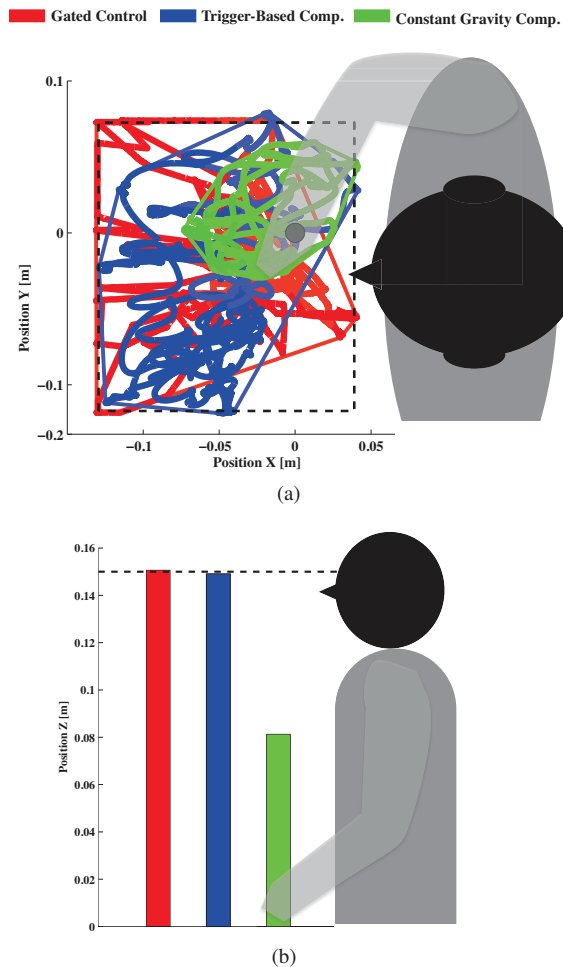 Gated Control Trigger-Based Comp. Constant Gravity Comp.
0.1
0
−0.1
−0.2
Position Y [m]
−0.1 −0.05 0 0.05
Position X [m]
(a)
0.16
0.14
0.12
0.1
0.08
0.06
0.04
0.02
0
Position Z [m]
(b)